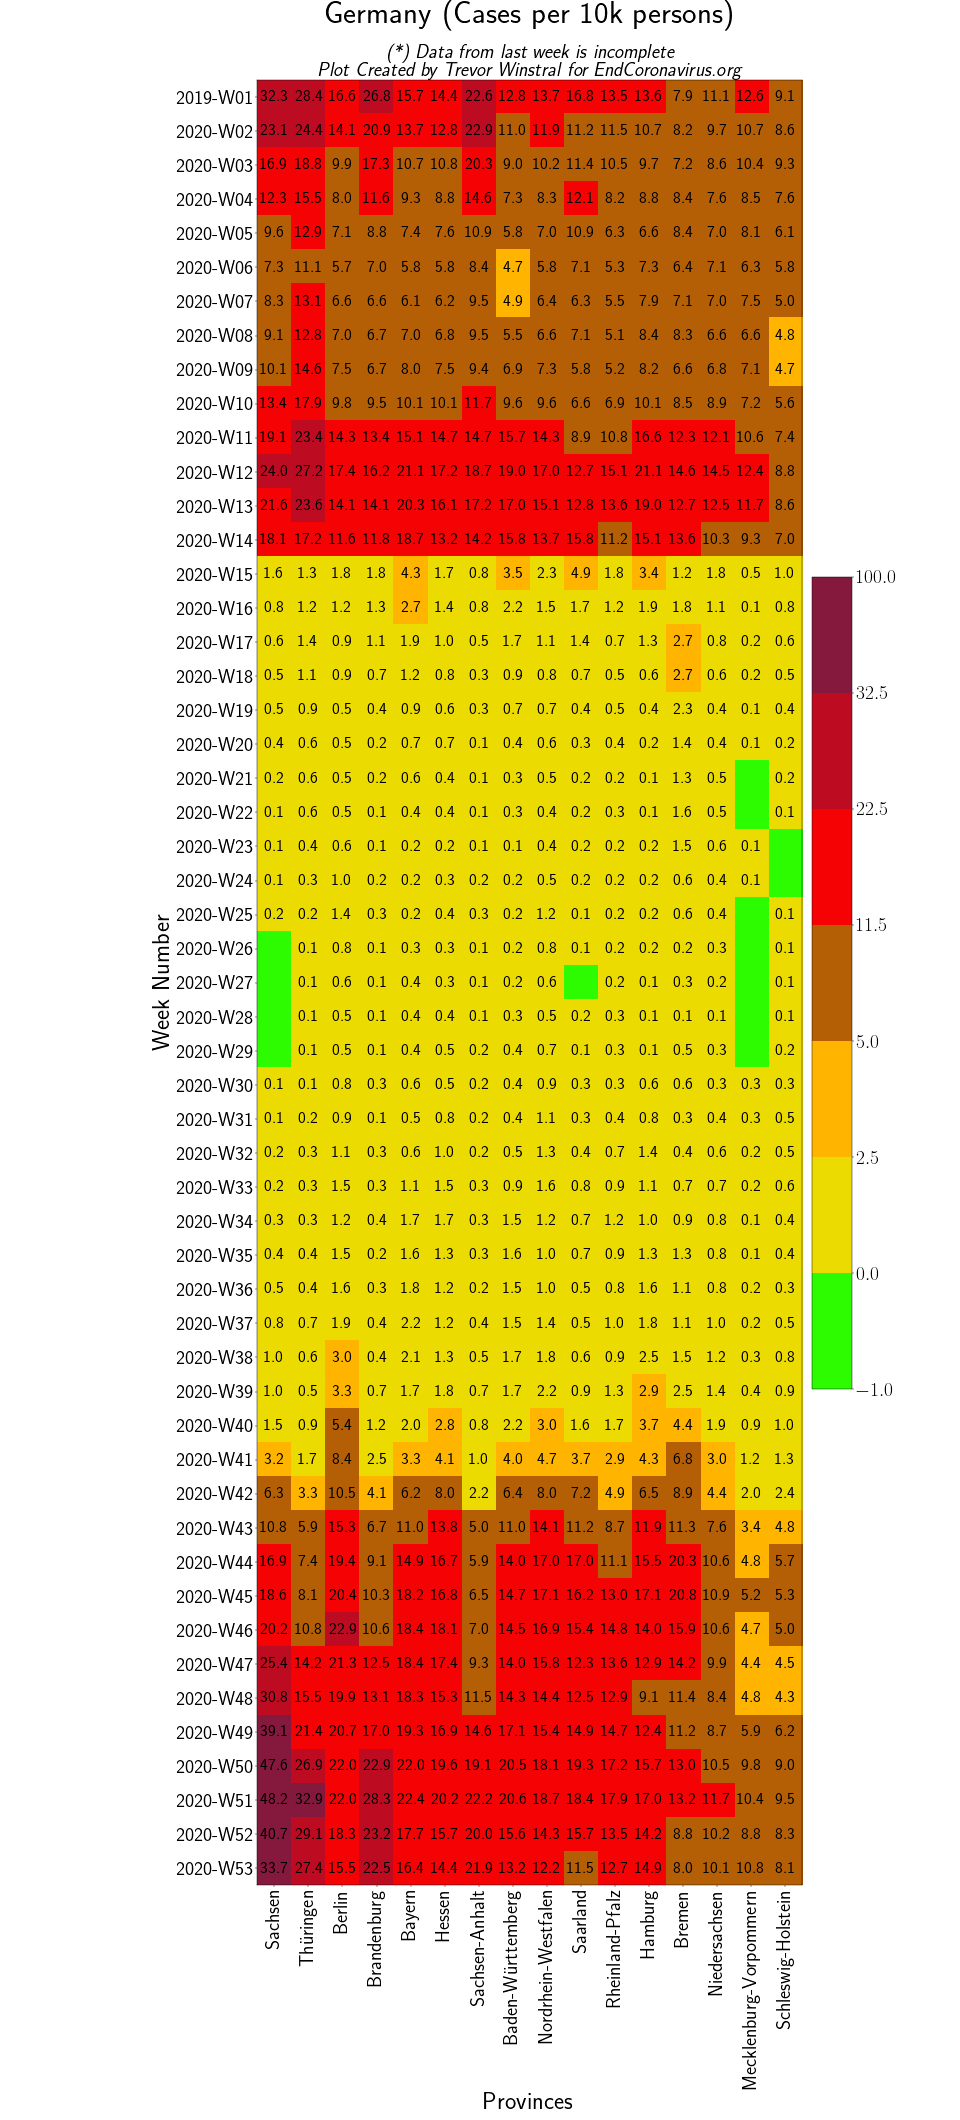 Germany (Cases per 10k persons)
(*) Data from last week is incomplete
Plot Created by Trevor Winstral for EndCoronavirus.org
2019-W01 32.3 28.4 16.6 26.8 15.7 14.4 22.6 12.8 13.7 16.8 13.5 13.6 7.9 11.1 12.6 9.1
2020-W02 23.1 24.4 14.1 20.9 13.7 12.8 22.9 11.0 11.9 11.2 11.5 10.7 8.2 9.7 10.7 8.6
2020-W03 16.9 18.8 9.9 17.3 10.7 10.8 20.3 9.0 10.2 11.4 10.5 9.7 7.2 8.6 10.4 9.3
2020-W04 12.3 15.5 8.0 11.6 9.3 8.8 14.6 7.3 8.3 12.1 8.2 8.8 8.4 7.6 8.5 7.6
2020-W05 9.6 12.9 7.1 8.8 7.4 7.6 10.9 5.8 7.0 10.9 6.3 6.6 8.4 7.0 8.1 6.1
2020-W06 7.3 11.1 5.7 7.0 5.8 5.8 8.4 4.7 5.8 7.1 5.3 7.3 6.4 7.1 6.3 5.8
2020-W07 8.3 13.1 6.6 6.6 6.1 6.2 9.5 4.9 6.4 6.3 5.5 7.9 7.1 7.0 7.5 5.0
2020-W08 9.1 12.8 7.0 6.7 7.0 6.8 9.5 5.5 6.6 7.1 5.1 8.4 8.3 6.6 6.6 4.8
2020-W09 10.1 14.6 7.5 6.7 8.0 7.5 9.4 6.9 7.3 5.8 5.2 8.2 6.6 6.8 7.1 4.7
2020-W10 13.4 17.9 9.8 9.5 10.1 10.1 11.7 9.6 9.6 6.6 6.9 10.1 8.5 8.9 7.2 5.6
2020-W11 19.1 23.4 14.3 13.4 15.1 14.7 14.7 15.7 14.3 8.9 10.8 16.6 12.3 12.1 10.6 7.4
2020-W12 24.0 27.2 17.4 16.2 21.1 17.2 18.7 19.0 17.0 12.7 15.1 21.1 14.6 14.5 12.4 8.8
2020-W13 21.6 23.6 14.1 14.1 20.3 16.1 17.2 17.0 15.1 12.8 13.6 19.0 12.7 12.5 11.7 8.6
2020-W14 18.1 17.2 11.6 11.8 18.7 13.2 14.2 15.8 13.7 15.8 11.2 15.1 13.6 10.3 9.3 7.0
2020-W15 1.6 1.3 1.8 1.8 4.3 1.7 0.8 3.5 2.3 4.9 1.8 3.4 1.2 1.8 0.5 1.0
2020-W16 0.8 1.2 1.2 1.3 2.7 1.4 0.8 2.2 1.5 1.7 1.2 1.9 1.8 1.1 0.1 0.8
2020-W17 0.6 1.4 0.9 1.1 1.9 1.0 0.5 1.7 1.1 1.4 0.7 1.3 2.7 0.8 0.2 0.6
2020-W18 0.5 1.1 0.9 0.7 1.2 0.8 0.3 0.9 0.8 0.7 0.5 0.6 2.7 0.6 0.2 0.5
2020-W19 0.5 0.9 0.5 0.4 0.9 0.6 0.3 0.7 0.7 0.4 0.5 0.4 2.3 0.4 0.1 0.4
2020-W20 0.4 0.6 0.5 0.2 0.7 0.7 0.1 0.4 0.6 0.3 0.4 0.2 1.4 0.4 0.1 0.2
2020-W21 0.2 0.6 0.5 0.2 0.6 0.4 0.1 0.3 0.5 0.2 0.2 0.1 1.3 0.5 0.2
2020-W22 0.1 0.6 0.5 0.1 0.4 0.4 0.1 0.3 0.4 0.2 0.3 0.1 1.6 0.5 0.1
2020-W23 0.1 0.4 0.6 0.1 0.2 0.2 0.1 0.1 0.4 0.2 0.2 0.2 1.5 0.6 0.1
2020-W24 0.1 0.3 1.0 0.2 0.2 0.3 0.2 0.2 0.5 0.2 0.2 0.2 0.6 0.4 0.1
2020-W25 0.2 0.2 1.4 0.3 0.2 0.4 0.3 0.2 1.2 0.1 0.2 0.2 0.6 0.4 0.1
2020-W26 0.1 0.8 0.1 0.3 0.3 0.1 0.2 0.8 0.1 0.2 0.2 0.2 0.3 0.1
2020-W27 0.1 0.6 0.1 0.4 0.3 0.1 0.2 0.6 0.2 0.1 0.3 0.2 0.1
2020-W28 0.1 0.5 0.1 0.4 0.4 0.1 0.3 0.5 0.2 0.3 0.1 0.1 0.1 0.1
2020-W29 0.1 0.5 0.1 0.4 0.5 0.2 0.4 0.7 0.1 0.3 0.1 0.5 0.3 0.2
2020-W30 0.1 0.1 0.8 0.3 0.6 0.5 0.2 0.4 0.9 0.3 0.3 0.6 0.6 0.3 0.3 0.3
2020-W31 0.1 0.2 0.9 0.1 0.5 0.8 0.2 0.4 1.1 0.3 0.4 0.8 0.3 0.4 0.3 0.5
2020-W32 0.2 0.3 1.1 0.3 0.6 1.0 0.2 0.5 1.3 0.4 0.7 1.4 0.4 0.6 0.2 0.5
2020-W33 0.2 0.3 1.5 0.3 1.1 1.5 0.3 0.9 1.6 0.8 0.9 1.1 0.7 0.7 0.2 0.6
2020-W34 0.3 0.3 1.2 0.4 1.7 1.7 0.3 1.5 1.2 0.7 1.2 1.0 0.9 0.8 0.1 0.4
2020-W35 0.4 0.4 1.5 0.2 1.6 1.3 0.3 1.6 1.0 0.7 0.9 1.3 1.3 0.8 0.1 0.4
2020-W36 0.5 0.4 1.6 0.3 1.8 1.2 0.2 1.5 1.0 0.5 0.8 1.6 1.1 0.8 0.2 0.3
2020-W37 0.8 0.7 1.9 0.4 2.2 1.2 0.4 1.5 1.4 0.5 1.0 1.8 1.1 1.0 0.2 0.5
2020-W38 1.0 0.6 3.0 0.4 2.1 1.3 0.5 1.7 1.8 0.6 0.9 2.5 1.5 1.2 0.3 0.8
2020-W39 1.0 0.5 3.3 0.7 1.7 1.8 0.7 1.7 2.2 0.9 1.3 2.9 2.5 1.4 0.4 0.9
2020-W40 1.5 0.9 5.4 1.2 2.0 2.8 0.8 2.2 3.0 1.6 1.7 3.7 4.4 1.9 0.9 1.0
2020-W41 3.2 1.7 8.4 2.5 3.3 4.1 1.0 4.0 4.7 3.7 2.9 4.3 6.8 3.0 1.2 1.3
2020-W42 6.3 3.3 10.5 4.1 6.2 8.0 2.2 6.4 8.0 7.2 4.9 6.5 8.9 4.4 2.0 2.4
2020-W43 10.8 5.9 15.3 6.7 11.0 13.8 5.0 11.0 14.1 11.2 8.7 11.9 11.3 7.6 3.4 4.8
2020-W44 16.9 7.4 19.4 9.1 14.9 16.7 5.9 14.0 17.0 17.0 11.1 15.5 20.3 10.6 4.8 5.7
2020-W45 18.6 8.1 20.4 10.3 18.2 16.8 6.5 14.7 17.1 16.2 13.0 17.1 20.8 10.9 5.2 5.3
2020-W46 20.2 10.8 22.9 10.6 18.4 18.1 7.0 14.5 16.9 15.4 14.8 14.0 15.9 10.6 4.7 5.0
2020-W47 25.4 14.2 21.3 12.5 18.4 17.4 9.3 14.0 15.8 12.3 13.6 12.9 14.2 9.9 4.4 4.5
2020-W48 30.8 15.5 19.9 13.1 18.3 15.3 11.5 14.3 14.4 12.5 12.9 9.1 11.4 8.4 4.8 4.3
2020-W49 39.1 21.4 20.7 17.0 19.3 16.9 14.6 17.1 15.4 14.9 14.7 12.4 11.2 8.7 5.9 6.2
2020-W50 47.6 26.9 22.0 22.9 22.0 19.6 19.1 20.5 18.1 19.3 17.2 15.7 13.0 10.5 9.8 9.0
2020-W51 48.2 32.9 22.0 28.3 22.4 20.2 22.2 20.6 18.7 18.4 17.9 17.0 13.2 11.7 10.4 9.5
2020-W52 40.7 29.1 18.3 23.2 17.7 15.7 20.0 15.6 14.3 15.7 13.5 14.2 8.8 10.2 8.8 8.3
2020-W53 33.7 27.4 15.5 22.5 16.4 14.4 21.9 13.2 12.2 11.5 12.7 14.9 8.0 10.1 10.8 8.1
Week Number
Sachsen
Thüringen
Berlin
Brandenburg
Bayern
Hessen
Sachsen-Anhalt
Baden-Württemberg
Nordrhein-Westfalen
Saarland
Rheinland-Pfalz
Hamburg
Bremen
Niedersachsen
Mecklenburg-Vorpommern
Schleswig-Holstein
Provinces
100.0
32.5
22.5
11.5
5.0
2.5
0.0
−1.0